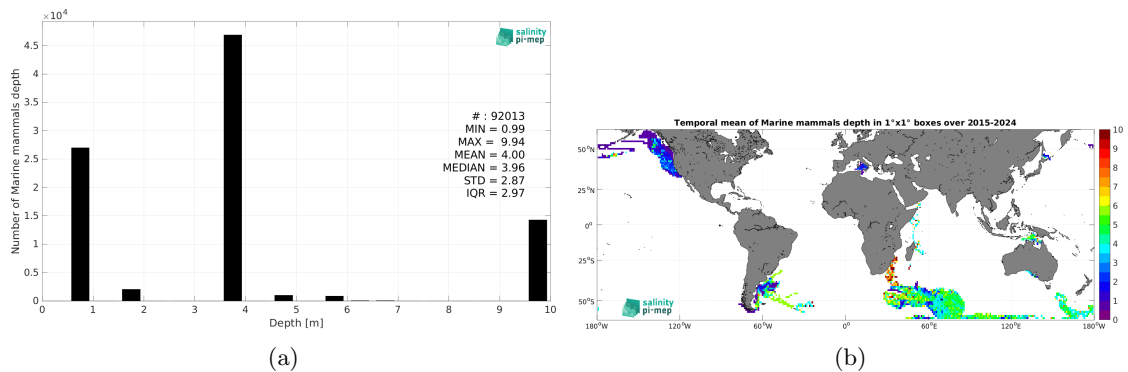 ×10⁴
4.5
4
3.5
3
2.5
2
1.5
1
0.5
0
Number of Marine mammals depth
0 1 2 3 4 5 6 7 8 9 10
Depth [m]
salinity
pi-mep
# : 92013
MIN = 0.99
MAX = 9.94
MEAN = 4.00
MEDIAN = 3.96
STD = 2.87
IQR = 2.97
(a)
Temporal mean of Marine mammals depth in 1°x1° boxes over 2015-2024
50°N
25°N
0°
25°S
50°S
180°W 120°W 60°W 0° 60°E 120°E 180°W
salinity
pi-mep
10
9
8
7
6
5
4
3
2
1
0
(b)